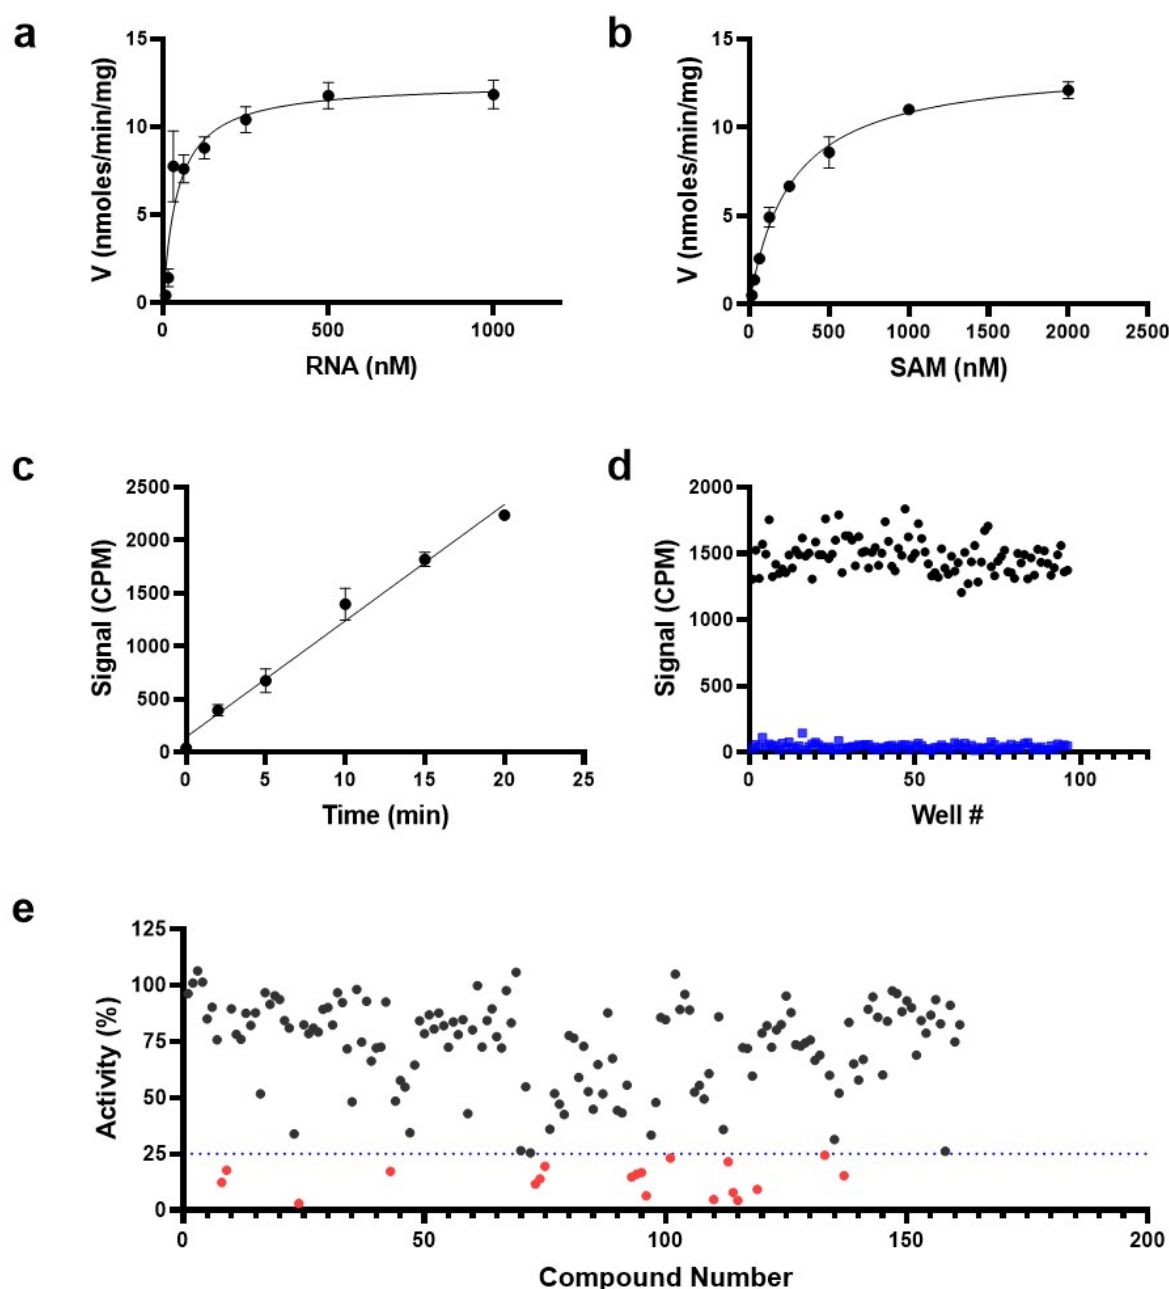 a
15
10
5
0
V (nmoles/min/mg)
0 500 1000
RNA (nM)
b
15
10
5
0
V (nmoles/min/mg)
0 500 1000 1500 2000 2500
SAM (nM)
c
2500
2000
1500
1000
500
0
Signal (CPM)
0 5 10 15 20 25
Time (min)
d
2000
1500
1000
500
0
Signal (CPM)
0 50 100
Well #
e
125
100
75
50
25
0
Activity (%)
0 50 100 150 200
Compound Number